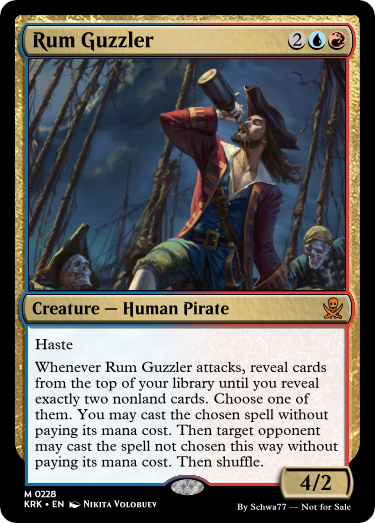 Rum Guzzler 2
Creature — Human Pirate
Haste
Whenever Rum Guzzler attacks, reveal cards
from the top of your library until you reveal
exactly two nonland cards. Choose one of
them. You may cast the chosen spell without
paying its mana cost. Then target opponent
may cast the spell not chosen this way without
paying its mana cost. Then shuffle.
4/2
M 0228
KRK • EN Nikita Volobuev
By Schwa77 — Not for Sale